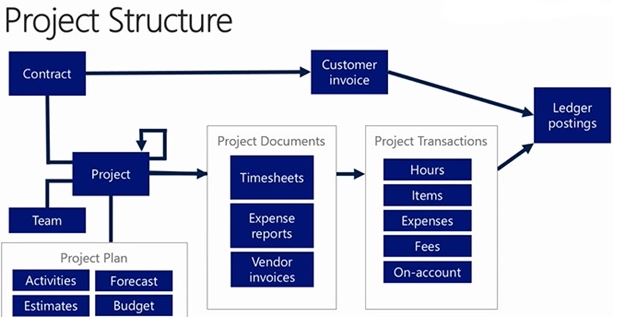 Project Structure
Contract
Customer
invoice
Ledger
postings
Project Documents
Project Transactions
Project
Timesheets
Hours
Items
Team
Expense
reports
Expenses
Fees
Project Plan
Vendor
invoices
On-account
Activities
Forecast
Estimates
Budget